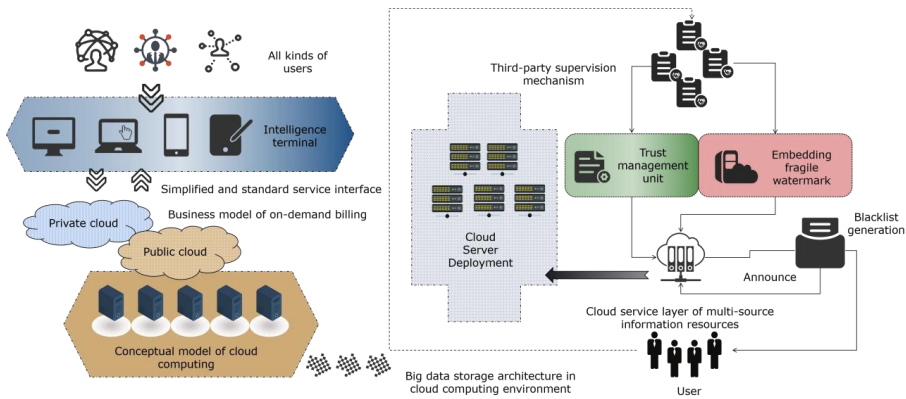 All kinds of
users
Intelligence
terminal
Simplified and standard service interface
Business model of on-demand billing
Private cloud
Public cloud
Conceptual model of cloud
computing
Third-party supervision
mechanism
Trust
management
unit
Embedding
fragile
watermark
Cloud
Server
Deployment
Blacklist
generation
Announce
Cloud service layer of multi-source
information resources
User
Big data storage architecture in
cloud computing environment